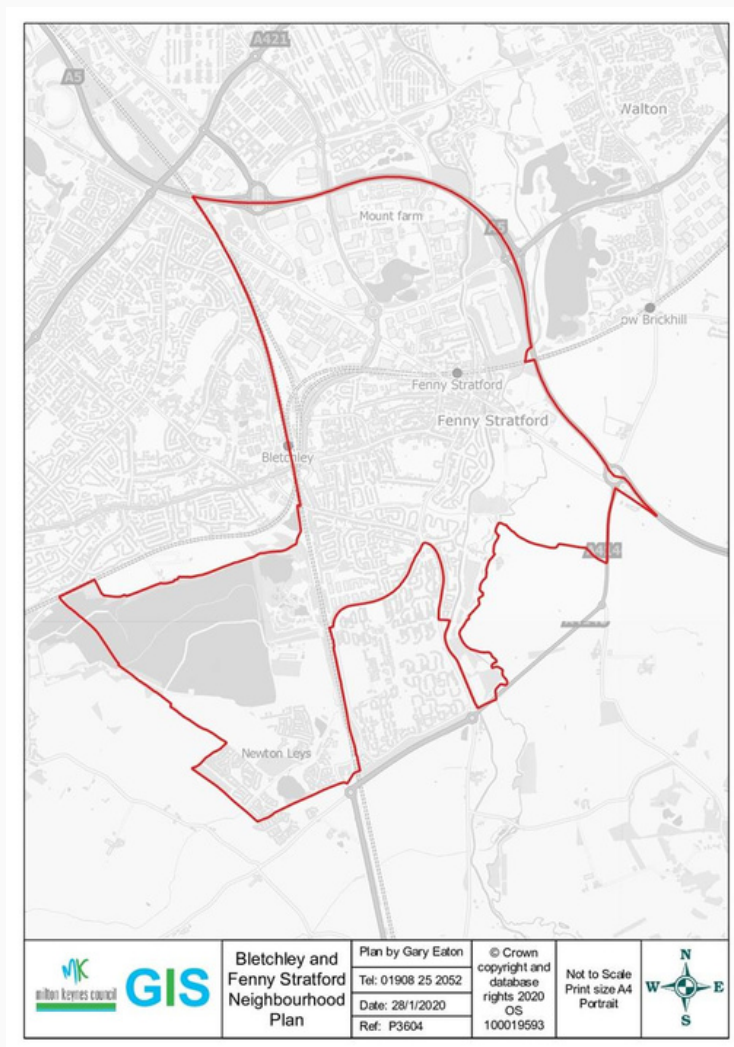 A421
A5
Walton
Mount farm
A5
ow Brickhill
Fenny Stratford
Fenny Stratford
Bletchley
Newton Leys
MK
milton keynes council
GIS
Bletchley and
Fenny Stratford
Neighbourhood
Plan
Plan by Gary Eaton
Tel: 01908 25 2052
Date: 28/1/2020
Ref: P3604
© Crown
copyright and
database
rights 2020
OS
100019593
Not to Scale
Print size A4
Portrait
N
W
E
S